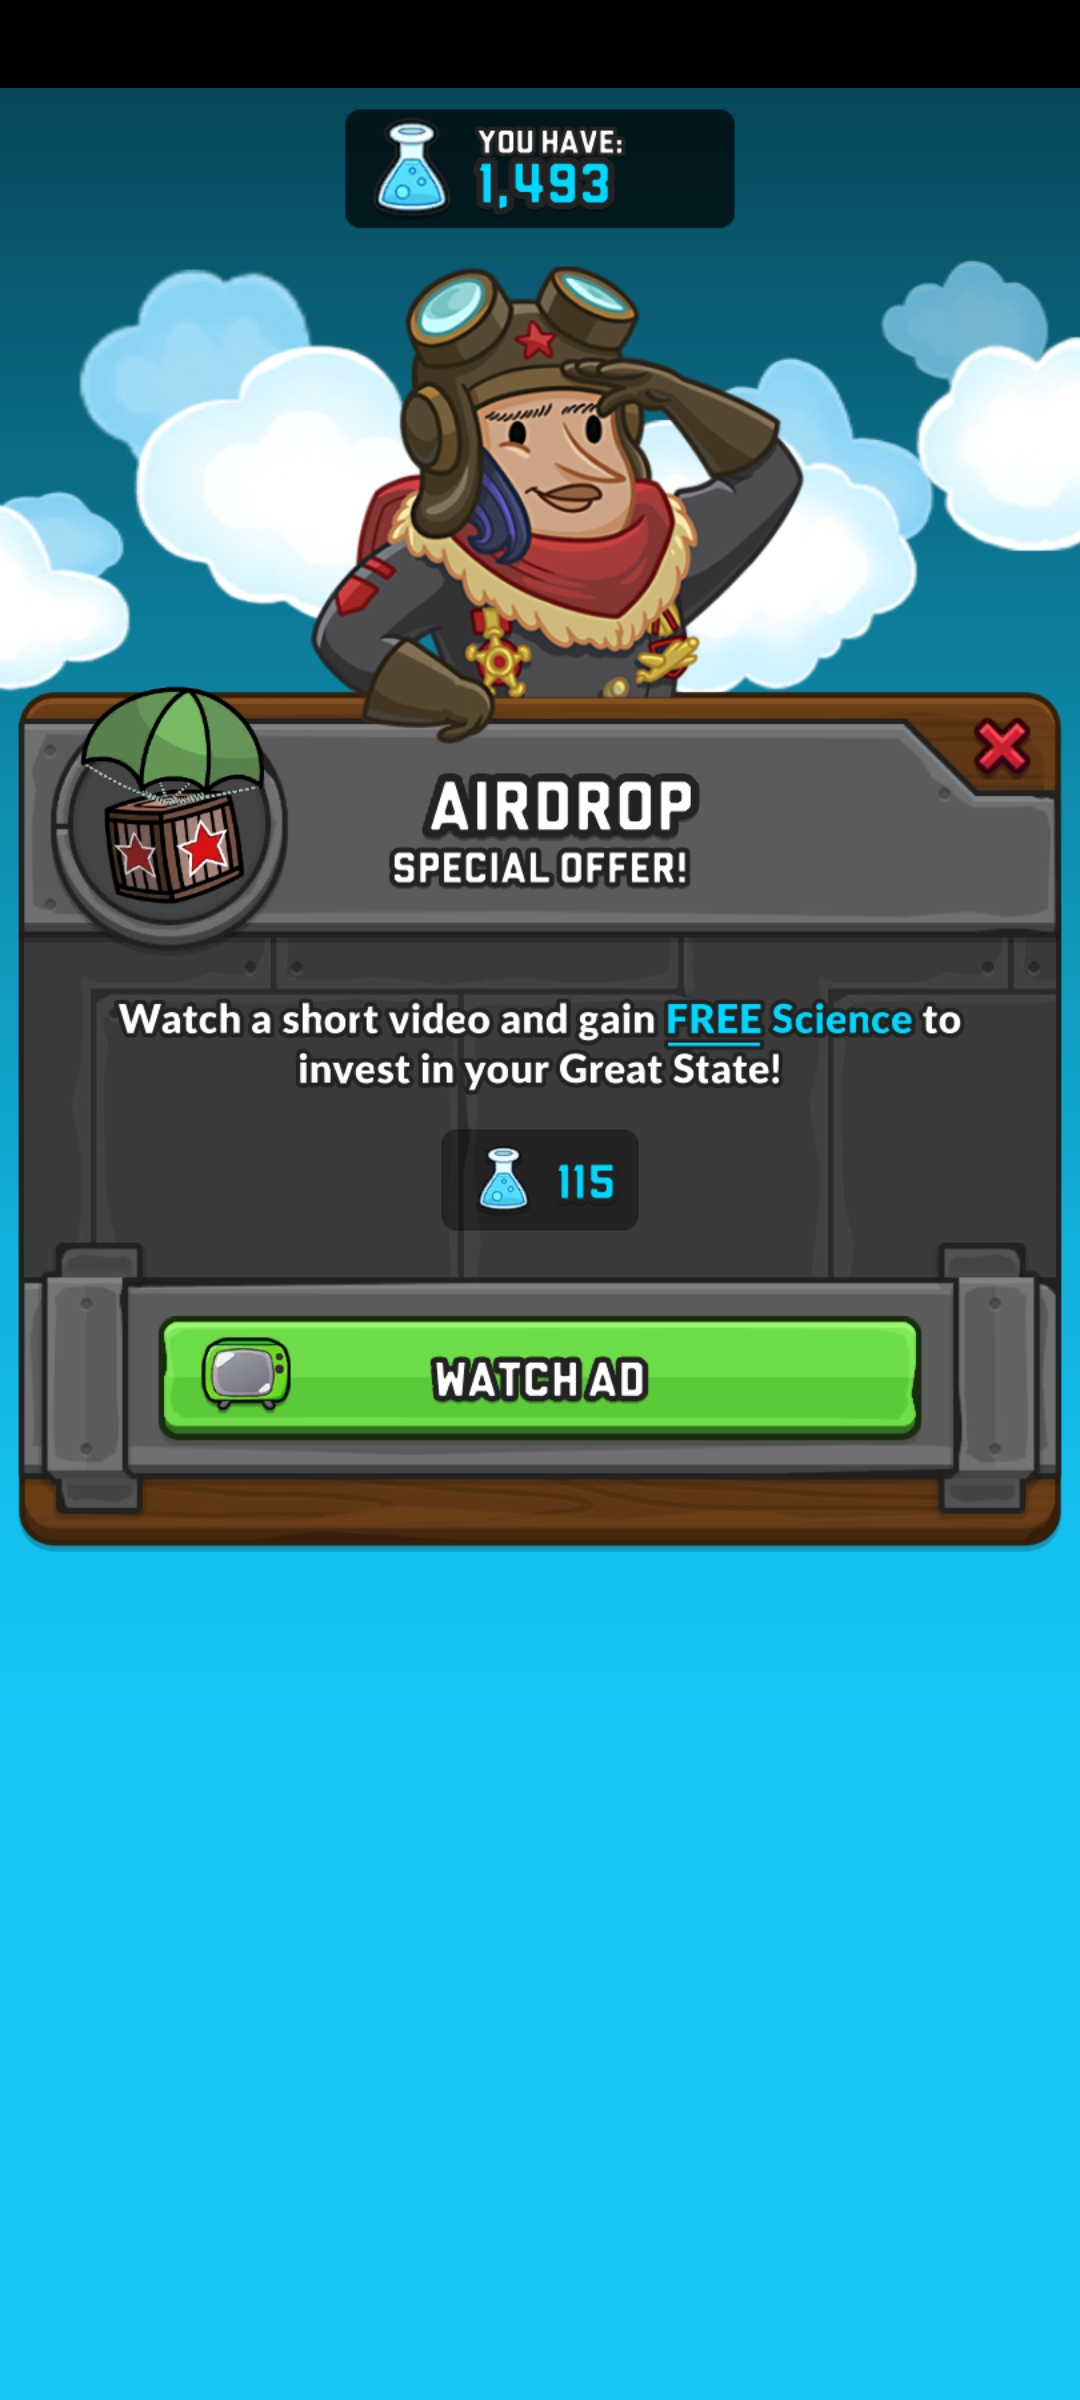 YOU HAVE:
1,493
AIRDROP
SPECIAL OFFER!
Watch a short video and gain FREE Science to
invest in your Great State!
115
WATCH AD